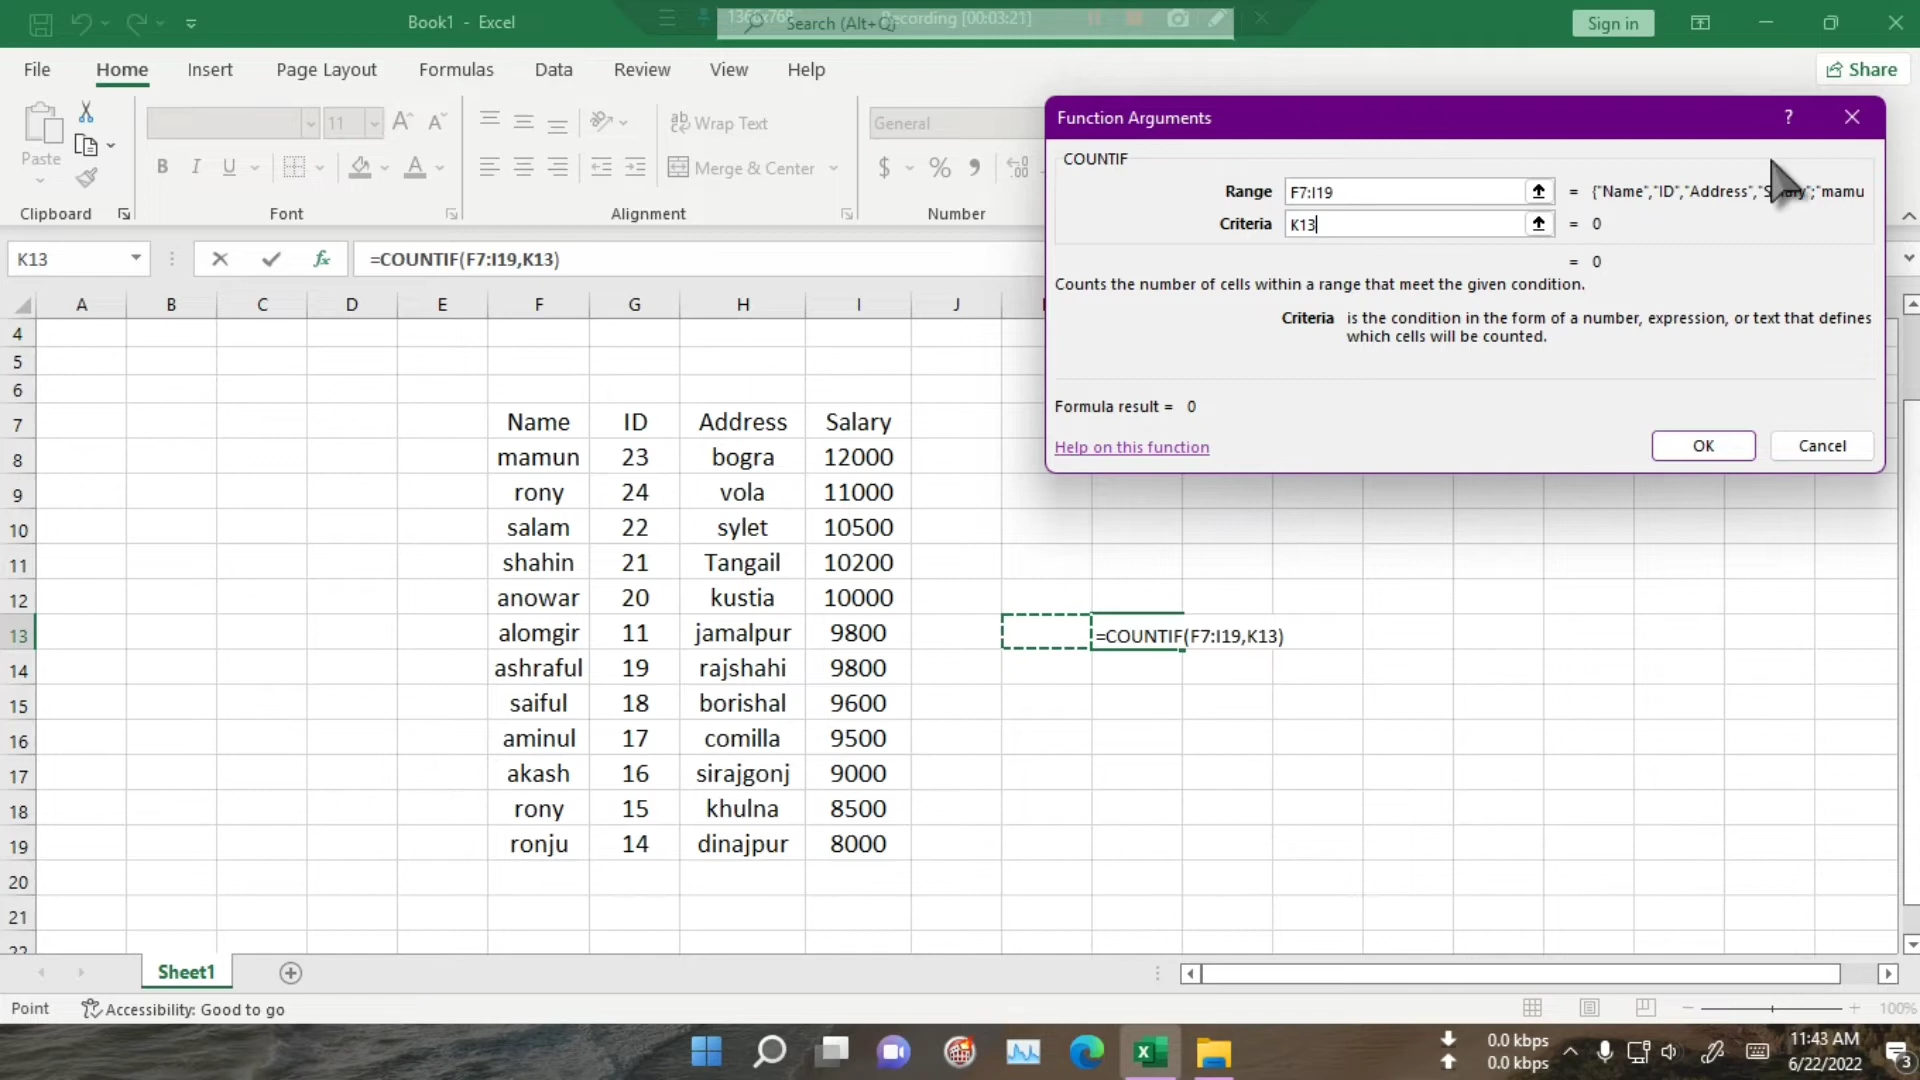 Book1 - Excel
1366x768
Recording [00:03:21]
Search (Alt+Q)
Sign in
File Home Insert Page Layout Formulas Data Review View Help
Share
Paste
11
Wrap Text
General
B I U
Merge & Center
$ % ,
Clipboard Font Alignment Number
K13
fx
=COUNTIF(F7:I19,K13)
Function Arguments
?
COUNTIF
Range F7:I19 = {"Name","ID","Address","Salary";"mamu
Criteria K13 = 0
= 0
Counts the number of cells within a range that meet the given condition.
Criteria is the condition in the form of a number, expression, or text that defines
which cells will be counted.
Formula result = 0
Help on this function
OK Cancel
A B C D E F G H I J
4
5
6
7 Name ID Address Salary
8 mamun 23 bogra 12000
9 rony 24 vola 11000
10 salam 22 sylet 10500
11 shahin 21 Tangail 10200
12 anowar 20 kustia 10000
13 alomgir 11 jamalpur 9800 =COUNTIF(F7:I19,K13)
14 ashraful 19 rajshahi 9800
15 saiful 18 borishal 9600
16 aminul 17 comilla 9500
17 akash 16 sirajgonj 9000
18 rony 15 khulna 8500
19 ronju 14 dinajpur 8000
20
21
22
Sheet1
Point Accessibility: Good to go
100%
0.0 kbps
0.0 kbps
11:43 AM
6/22/2022
3